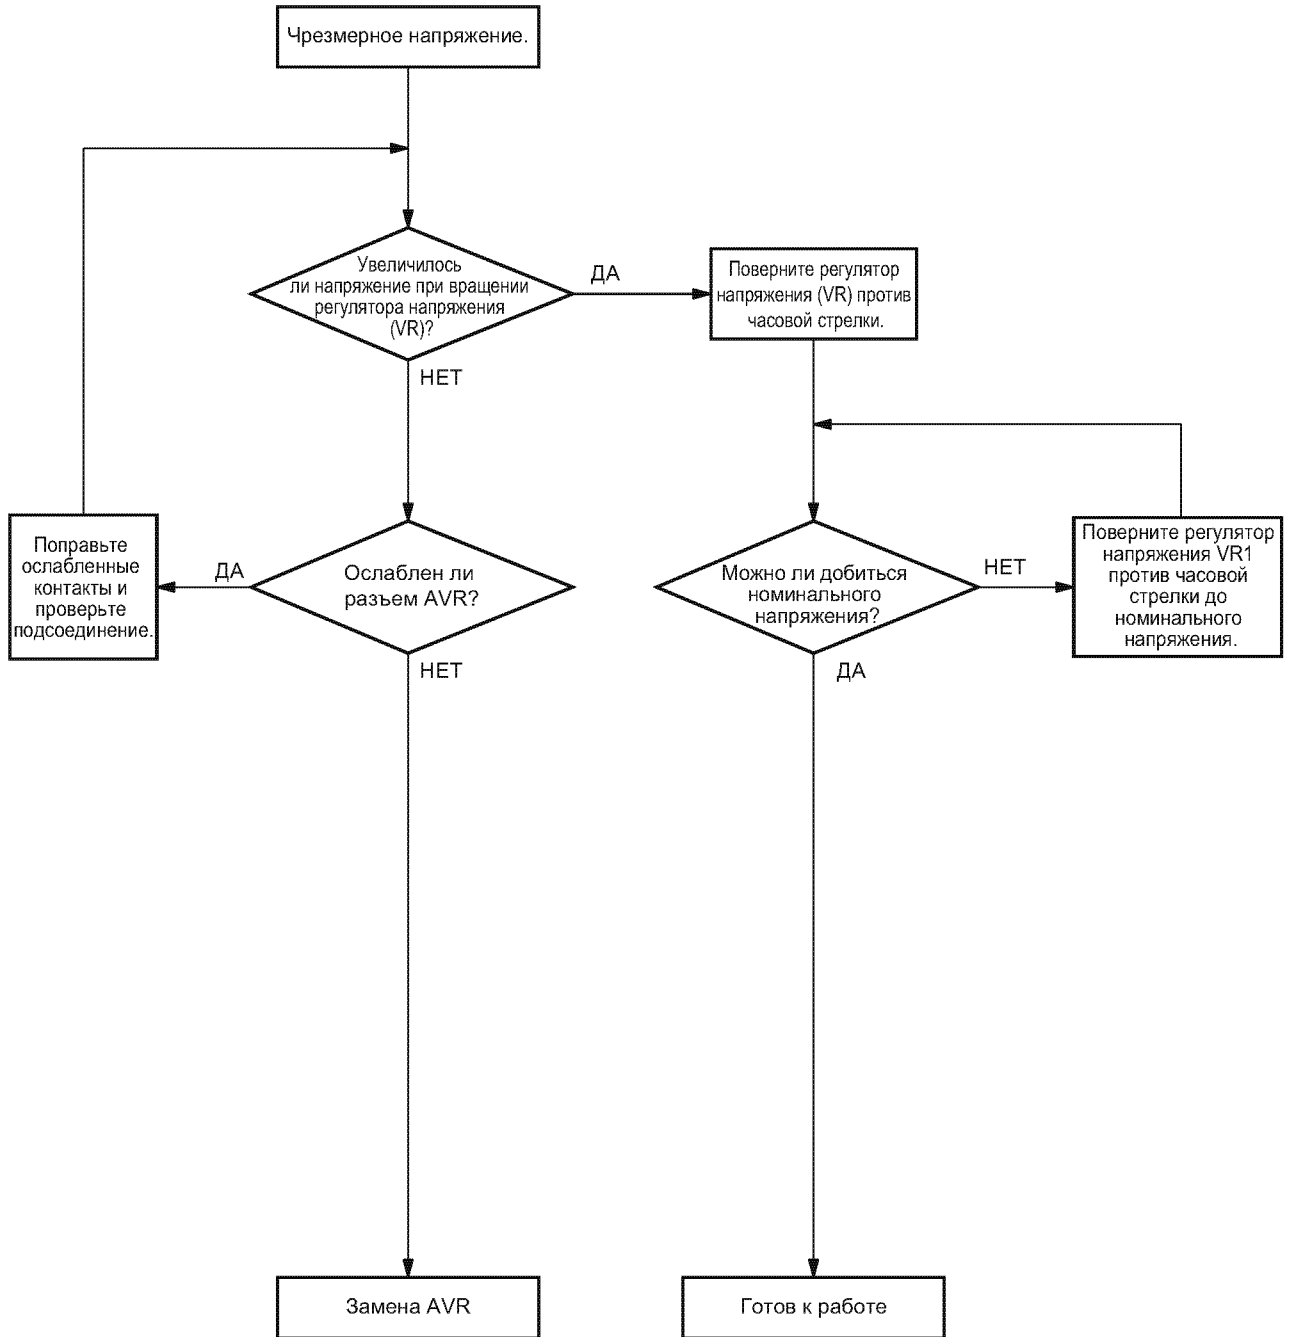 Чрезмерное напряжение.
Увеличилось
ли напряжение при вращении
регулятора напряжения
(VR)?
ДА
Поверните регулятор
напряжения (VR) против
часовой стрелки.
НЕТ
Поправьте
ослабленные
контакты и
проверьте
подсоединение.
ДА
Ослаблен ли
разъем AVR?
НЕТ
Можно ли добиться
номинального
напряжения?
НЕТ
Поверните регулятор
напряжения VR1
против часовой
стрелки до
номинального
напряжения.
ДА
Замена AVR
Готов к работе